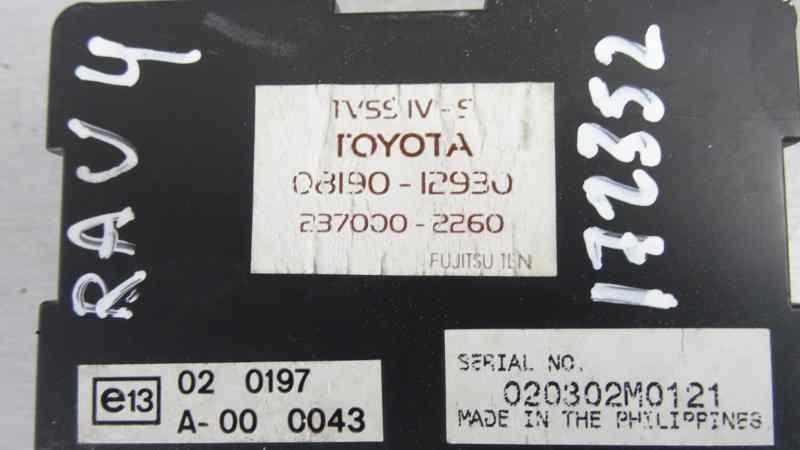 RAV4
TVSS IV-S
TOYOTA
08190-12930
237000-2260
FUJITSU TEN
172352
e13
02 0197
A-00 0043
SERIAL NO.
020302M0121
MADE IN THE PHILIPPINES